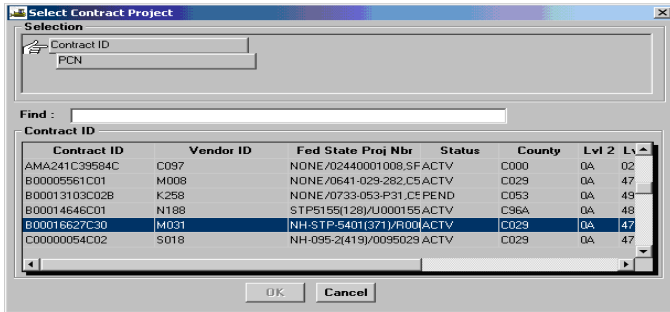 Select Contract Project
Selection
Contract ID
PCN
Find :
Contract ID
Contract ID Vendor ID Fed State Proj Nbr Status County Lvl 2 Lv
AMA241C39584C C097 NONE/02440001008,SF ACTV C000 0A 02
B00005561C01 M008 NONE/0641-029-282,C5 ACTV C029 0A 47
B00013103C02B K258 NONE/0733-053-P31,C5 PEND C053 0A 49
B00014646C01 N188 STP5155(128)/U000155 ACTV C96A 0A 48
B00016627C30 M031 NH-STP-5401(371)/R00 ACTV C029 0A 47
C00000054C02 S018 NH-095-2(419)/0095029 ACTV C029 0A 47
OK Cancel